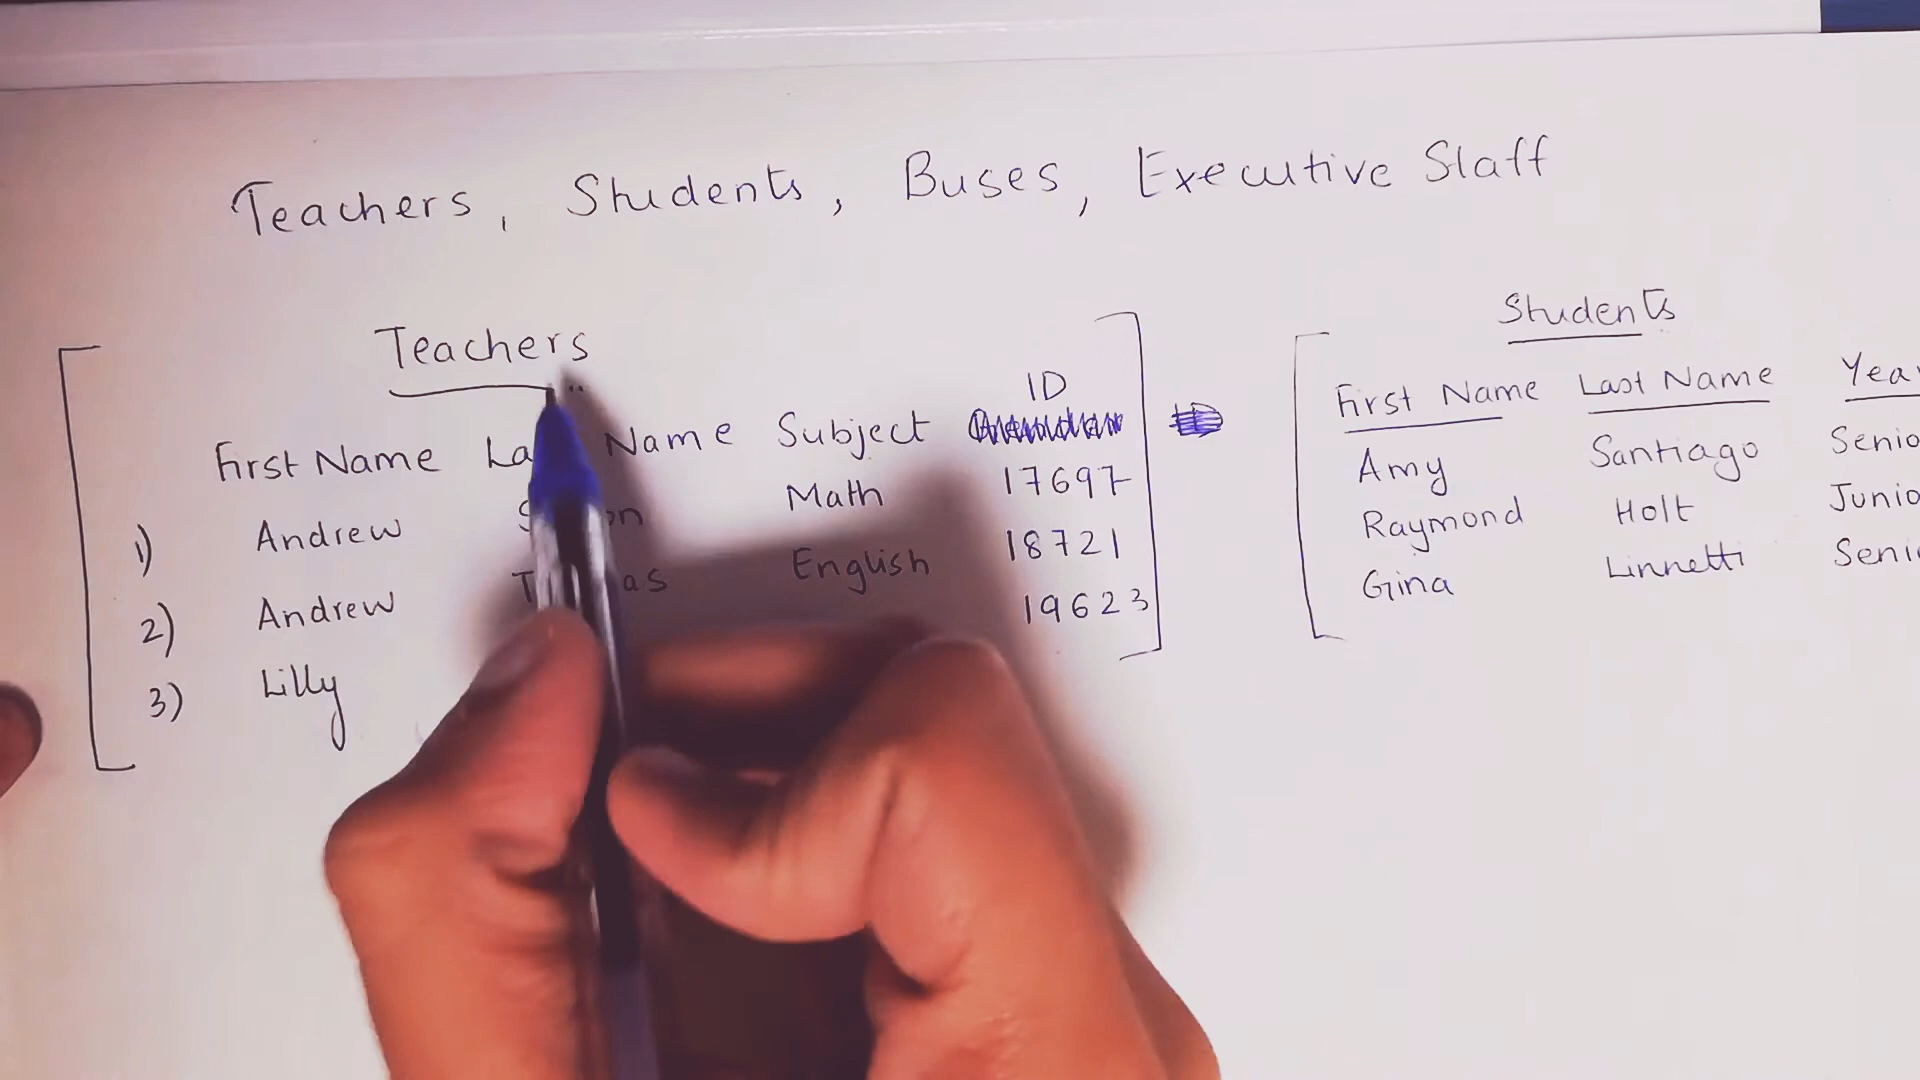 Teachers, Students, Buses, Executive Staff
Teachers
ID
First Name Name Subject
1) Andrew Math 17697
2) Andrew English 18721
3) Lilly 19623
Students
First Name Last Name
Amy Santiago
Raymond Holt
Gina Linnetti